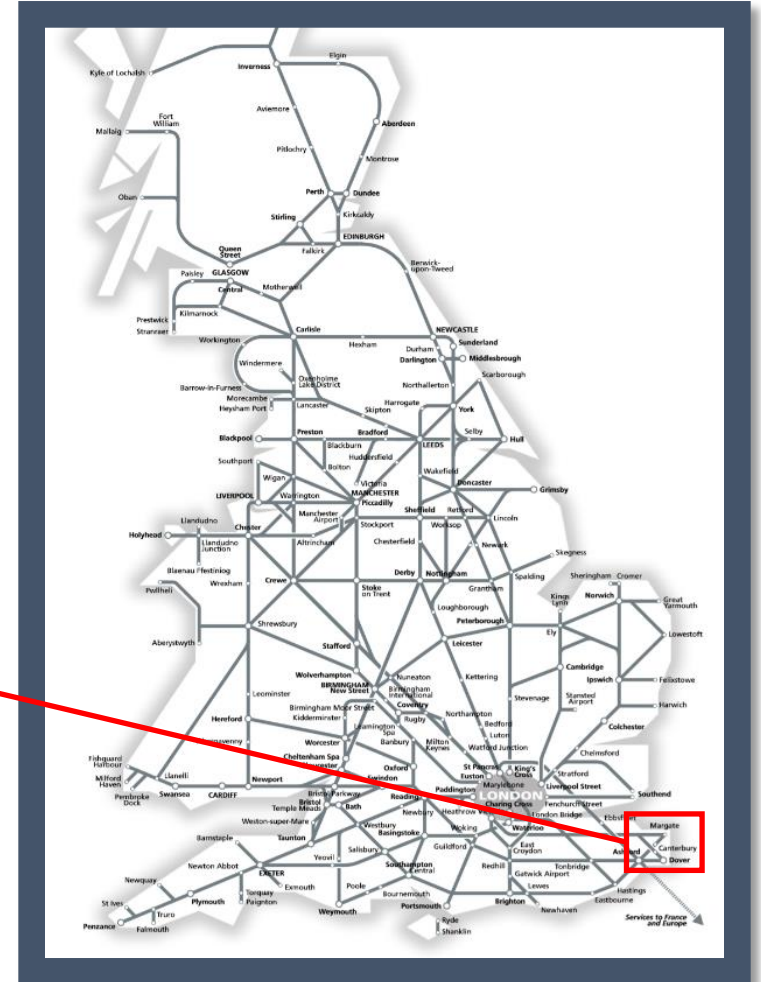 Elgin
Inverness
Kyle of Lochalsh
Aviemore
Fort
William
Aberdeen
Mallaig
Pitlochry
Montrose
Perth
Dundee
Oban
Kirkcaldy
Stirling
EDINBURGH
Queen
Street
Falkirk
Berwick-
upon-Tweed
Paisley
GLASGOW
Central
Motherwell
Prestwick
Kilmarnock
Stranraer
Carlisle
NEWCASTLE
Workington
Hexham
Sunderland
Durham
Darlington
Middlesbrough
Windermere
Scarborough
Oxenholme
Lake District
Barrow-in-Furness
Northallerton
Morecambe
Lancaster
Harrogate
Heysham Port
Skipton
York
Blackpool
Preston
Bradford
Selby
Hull
Blackburn
LEEDS
Huddersfield
Southport
Bolton
Wakefield
Wigan
Victoria
Doncaster
MANCHESTER
Grimsby
LIVERPOOL
Warrington
Piccadilly
Manchester
Airport
Sheffield
Retford
Lincoln
Llandudno
Chester
Stockport
Worksop
Holyhead
Llandudno
Junction
Altrincham
Chesterfield
Newark
Skegness
Blaenau Ffestiniog
Derby
Nottingham
Sheringham
Cromer
Pwllheli
Wrexham
Crewe
Stoke
on Trent
Grantham
Spalding
Kings
Lynn
Norwich
Great
Yarmouth
Loughborough
Shrewsbury
Peterborough
Ely
Lowestoft
Aberystwyth
Stafford
Leicester
Wolverhampton
Cambridge
BIRMINGHAM
New Street
Nuneaton
Kettering
Ipswich
Felixstowe
Leominster
Birmingham
International
Stevenage
Stansted
Airport
Birmingham Moor Street
Coventry
Harwich
Kidderminster
Rugby
Northampton
Hereford
Leamington
Spa
Bedford
Colchester
Worcester
Banbury
Milton
Keynes
Luton
Watford Junction
Chelmsford
Fishguard
Harbour
Cheltenham Spa
Oxford
St Pancras
King's
Cross
Gloucester
Euston
Stratford
Milford
Haven
Llanelli
Newport
Swindon
Marylebone
Liverpool Street
Pembroke
Dock
Swansea
CARDIFF
Bristol Parkway
Reading
Paddington
LONDON
Southend
Bristol
Temple Meads
Bath
Charing Cross
Fenchurch Street
Newbury
Heathrow
London Bridge
Weston-super-Mare
Waterloo
Margate
Barnstaple
Westbury
Basingstoke
Woking
Taunton
Salisbury
Guildford
East
Croydon
Ashford
Canterbury
Newton Abbot
Yeovil
Redhill
Tonbridge
Dover
EXETER
Southampton
Central
Gatwick Airport
Newquay
Exmouth
Poole
Lewes
Hastings
Torquay
Bournemouth
Eastbourne
St Ives
Plymouth
Paignton
Brighton
Newhaven
Truro
Weymouth
Portsmouth
Penzance
Falmouth
Ryde
Shanklin
Services to France
and Europe